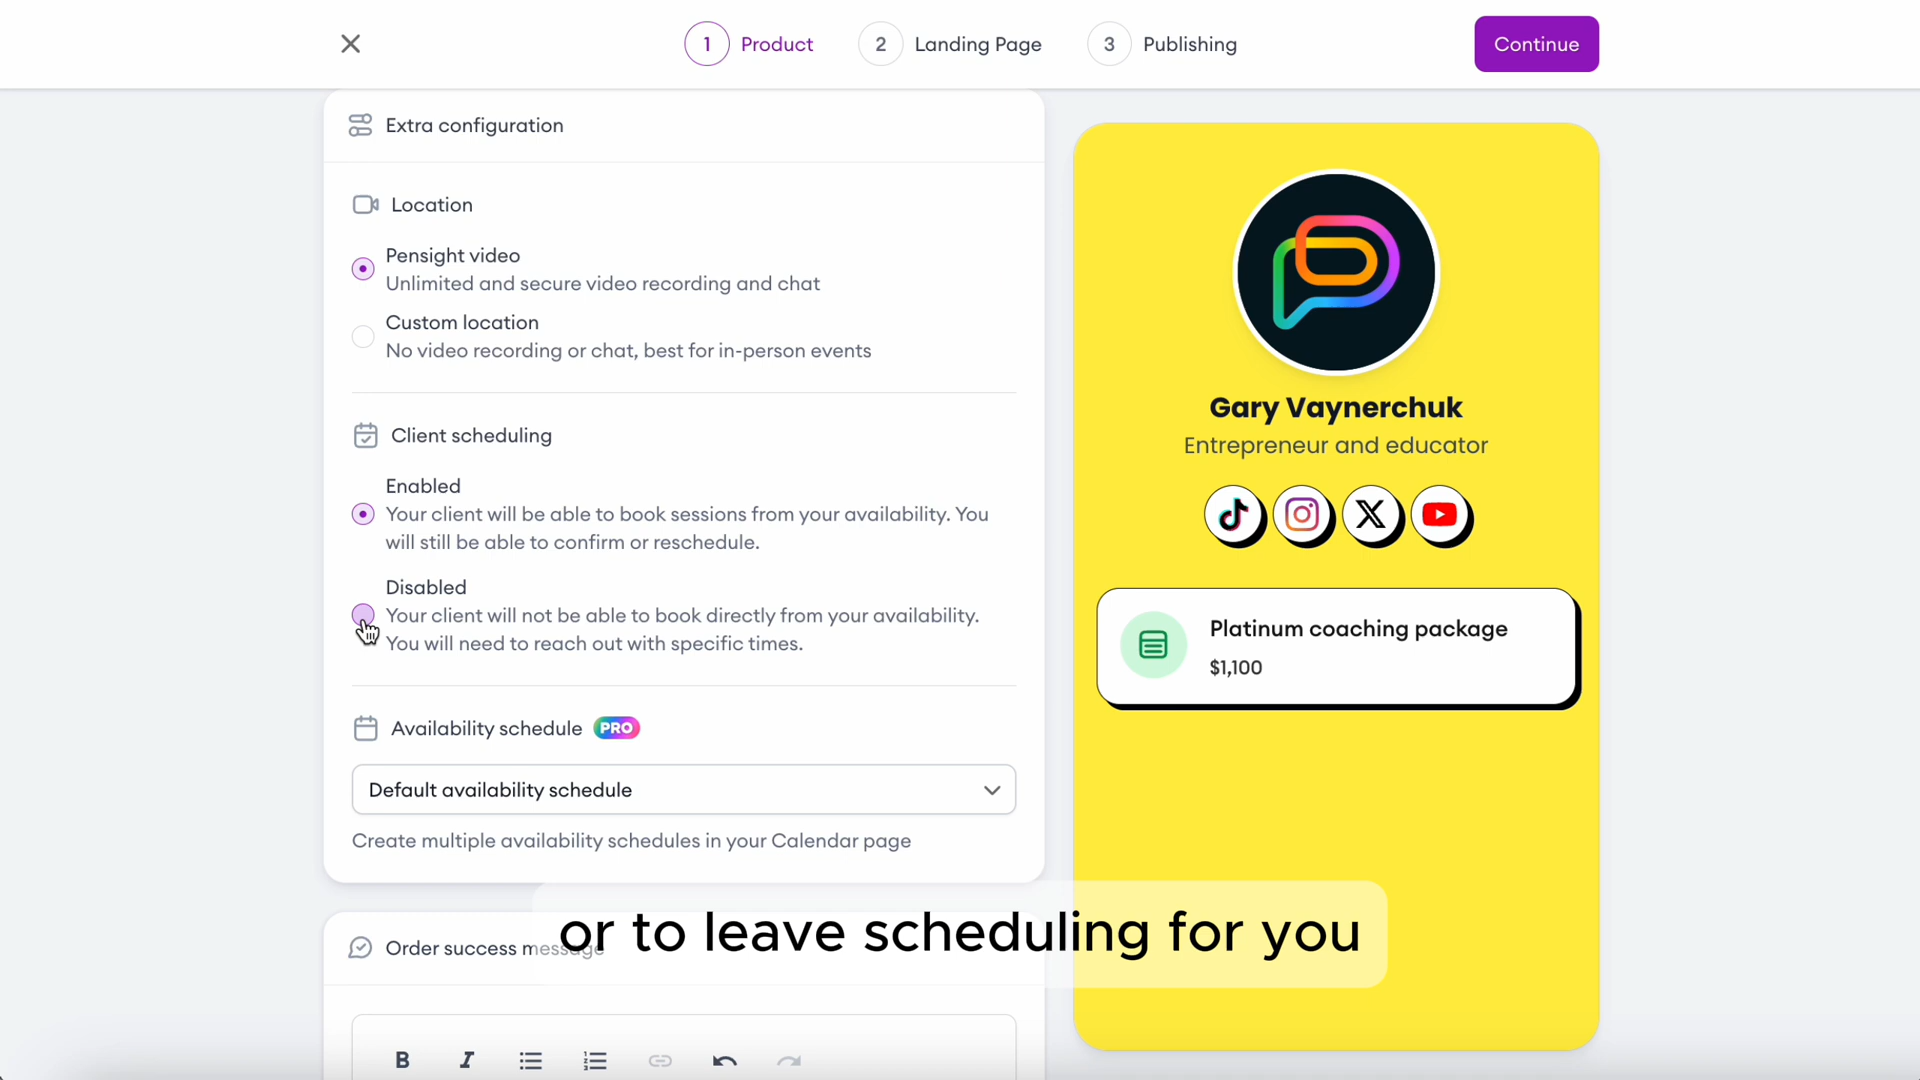 1 Product 2 Landing Page 3 Publishing Continue
Extra configuration
Location
Pensight video
Unlimited and secure video recording and chat
Custom location
No video recording or chat, best for in-person events
Client scheduling
Enabled
Your client will be able to book sessions from your availability. You
will still be able to confirm or reschedule.
Disabled
Your client will not be able to book directly from your availability.
You will need to reach out with specific times.
Availability schedule PRO
Default availability schedule
Create multiple availability schedules in your Calendar page
Order success message
B I
Gary Vaynerchuk
Entrepreneur and educator
Platinum coaching package
$1,100
or to leave scheduling for you